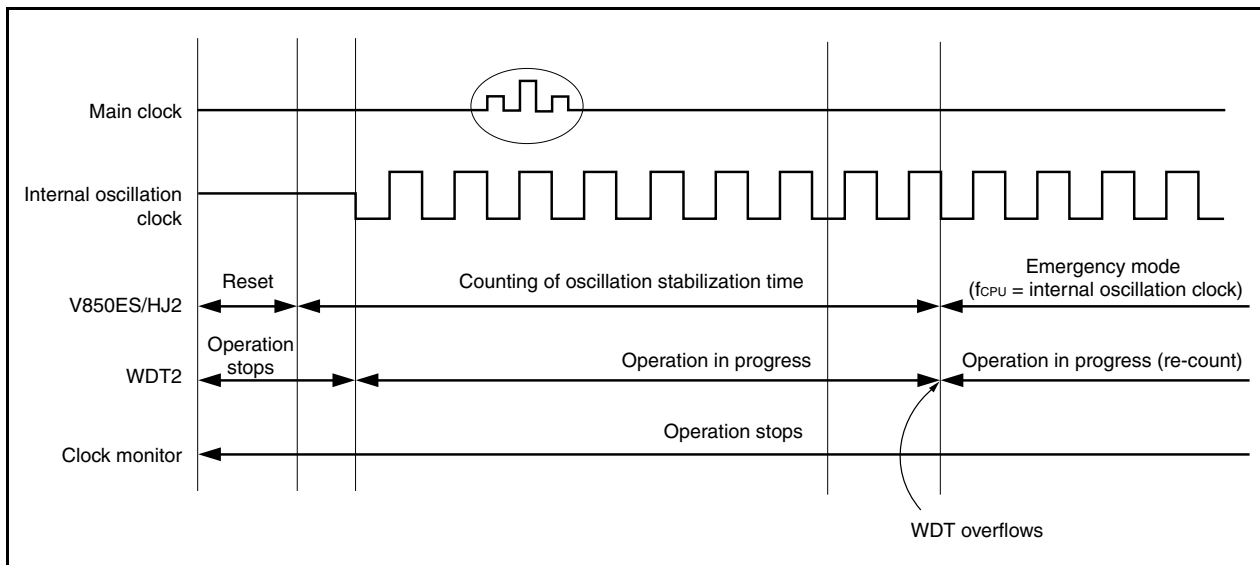 Main clock
Internal oscillation
clock
Reset
Counting of oscillation stabilization time
Emergency mode
(fCPU = internal oscillation clock)
V850ES/HJ2
Operation
stops
Operation in progress
Operation in progress (re-count)
WDT2
Operation stops
Clock monitor
WDT overflows